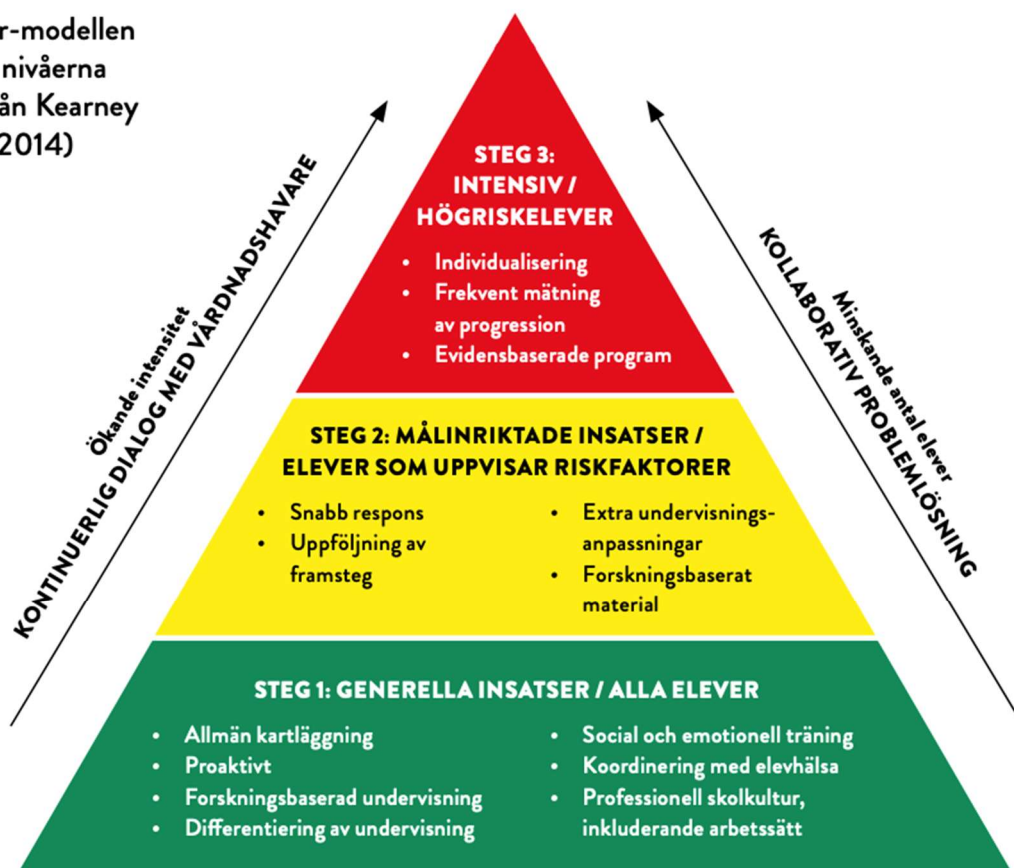 r-modellen
nivåerna
ån Kearney
2014)
Ökande intensitet
KONTINUERLIG DIALOG MED VÅRDNADSHAVARE
Minskande antal elever
KOLLABORATIV PROBLEMLÖSNING
STEG 3:
INTENSIV /
HÖGRISKELEVER
• Individualisering
• Frekvent mätning
av progression
• Evidensbaserade program
STEG 2: MÅLINRIKTADE INSATSER /
ELEVER SOM UPPVISAR RISKFAKTORER
• Snabb respons
• Uppföljning av
framsteg
• Extra undervisnings-
anpassningar
• Forskningsbaserat
material
STEG 1: GENERELLA INSATSER / ALLA ELEVER
• Allmän kartläggning
• Proaktivt
• Forskningsbaserad undervisning
• Differentiering av undervisning
• Social och emotionell träning
• Koordinering med elevhälsa
• Professionell skolkultur,
inkluderande arbetssätt